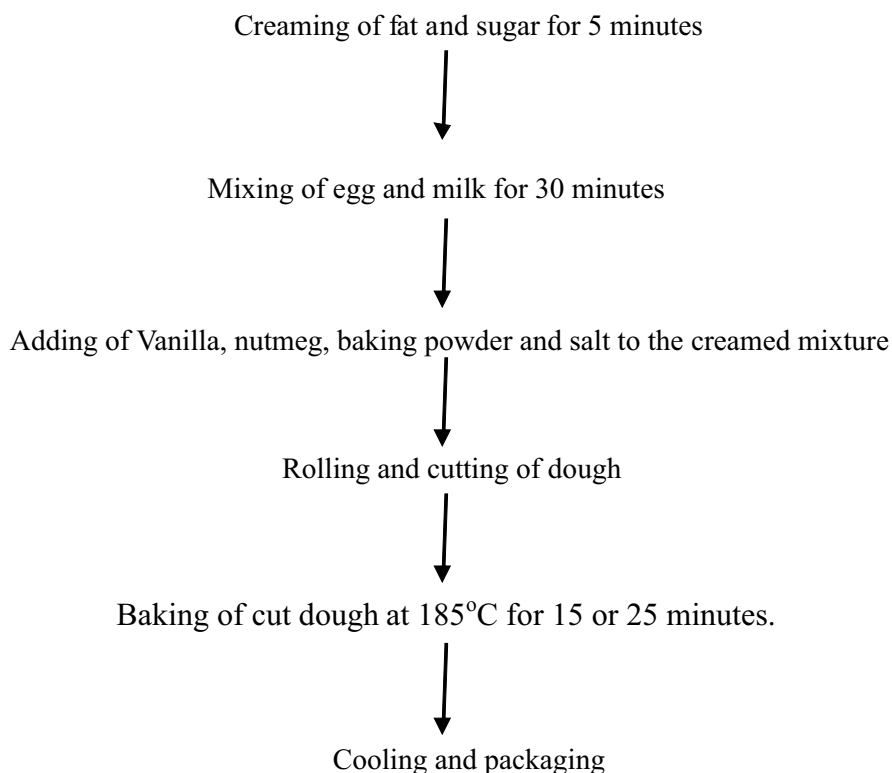 Creaming of fat and sugar for 5 minutes
Mixing of egg and milk for 30 minutes
Adding of Vanilla, nutmeg, baking powder and salt to the creamed mixture
Rolling and cutting of dough
Baking of cut dough at 185°C for 15 or 25 minutes.
Cooling and packaging